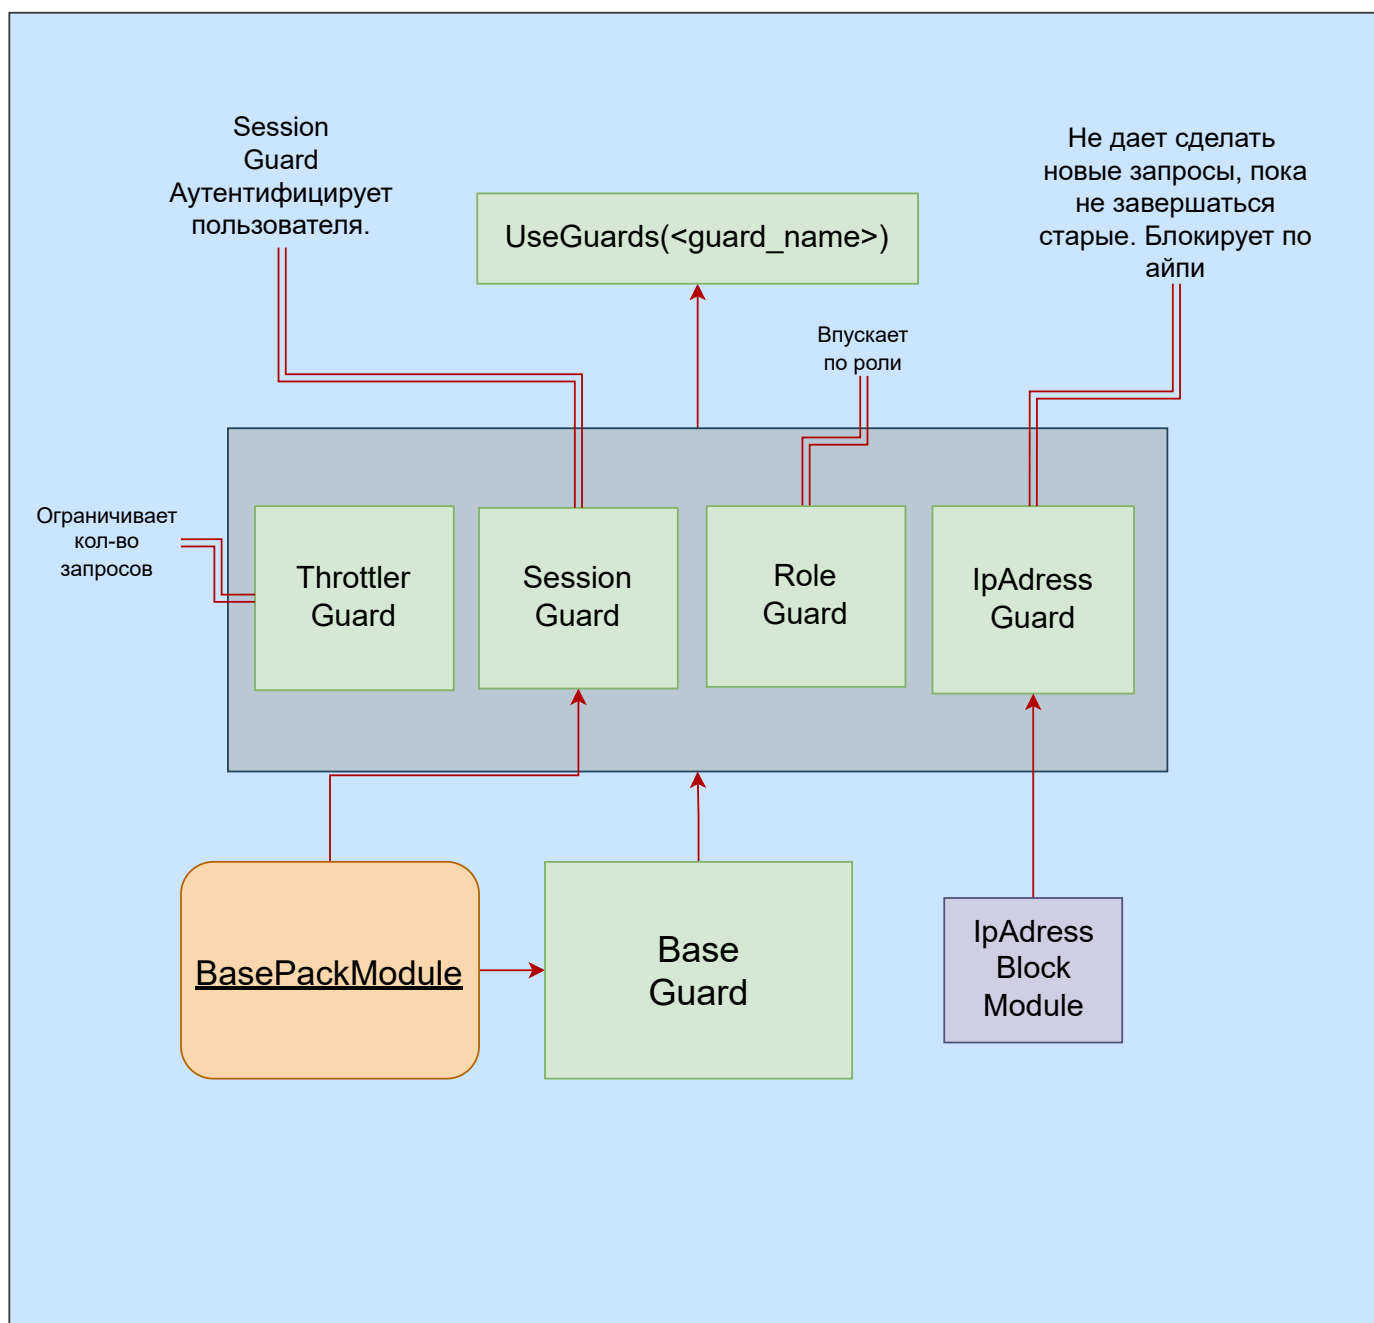 Session
Guard
Аутентифицирует
пользователя.
UseGuards(<guard_name>)
Не дает сделать
новые запросы, пока
не завершаться
старые. Блокирует по
айпи
Впускает
по роли
Ограничивает
кол-во
запросов
Throttler
Guard
Session
Guard
Role
Guard
IpAdress
Guard
BasePackModule
Base
Guard
IpAdress
Block
Module